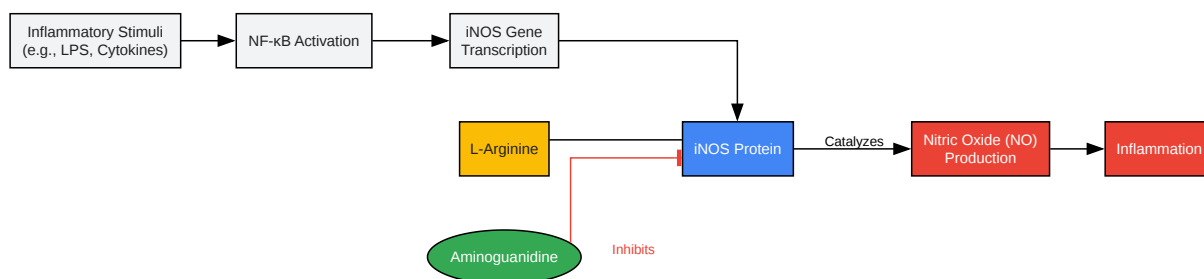 Inflammatory Stimuli
(e.g., LPS, Cytokines)
NF-κB Activation
iNOS Gene
Transcription
L-Arginine
iNOS Protein
Catalyzes
Nitric Oxide (NO)
Production
Inflammation
Aminoguanidine
Inhibits